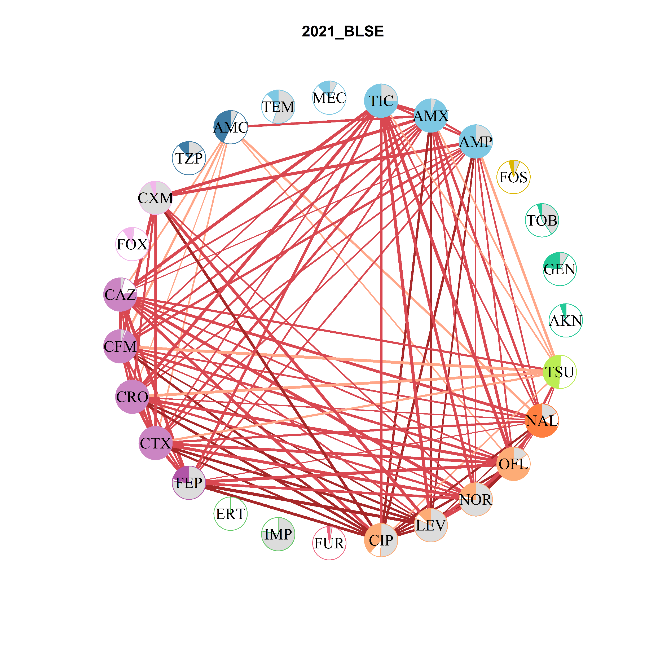 2021_BLSE
TIC
MEC
AMX
TEM
AMC
AMP
TZP
FOS
CXM
TOB
FOX
GEN
CAZ
AKN
CFM
TSU
CRO
NAL
CTX
OFL
FEP
NOR
ERT
LEV
IMP
FUR
CIP